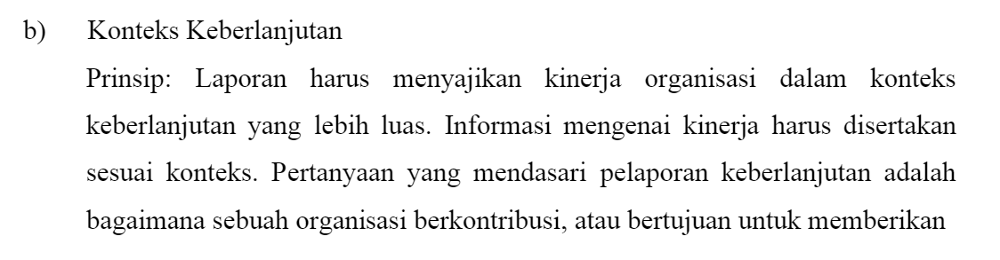 b) Konteks Keberlanjutan
Prinsip: Laporan harus menyajikan kinerja organisasi dalam konteks
keberlanjutan yang lebih luas. Informasi mengenai kinerja harus disertakan
sesuai konteks. Pertanyaan yang mendasari pelaporan keberlanjutan adalah
bagaimana sebuah organisasi berkontribusi, atau bertujuan untuk memberikan